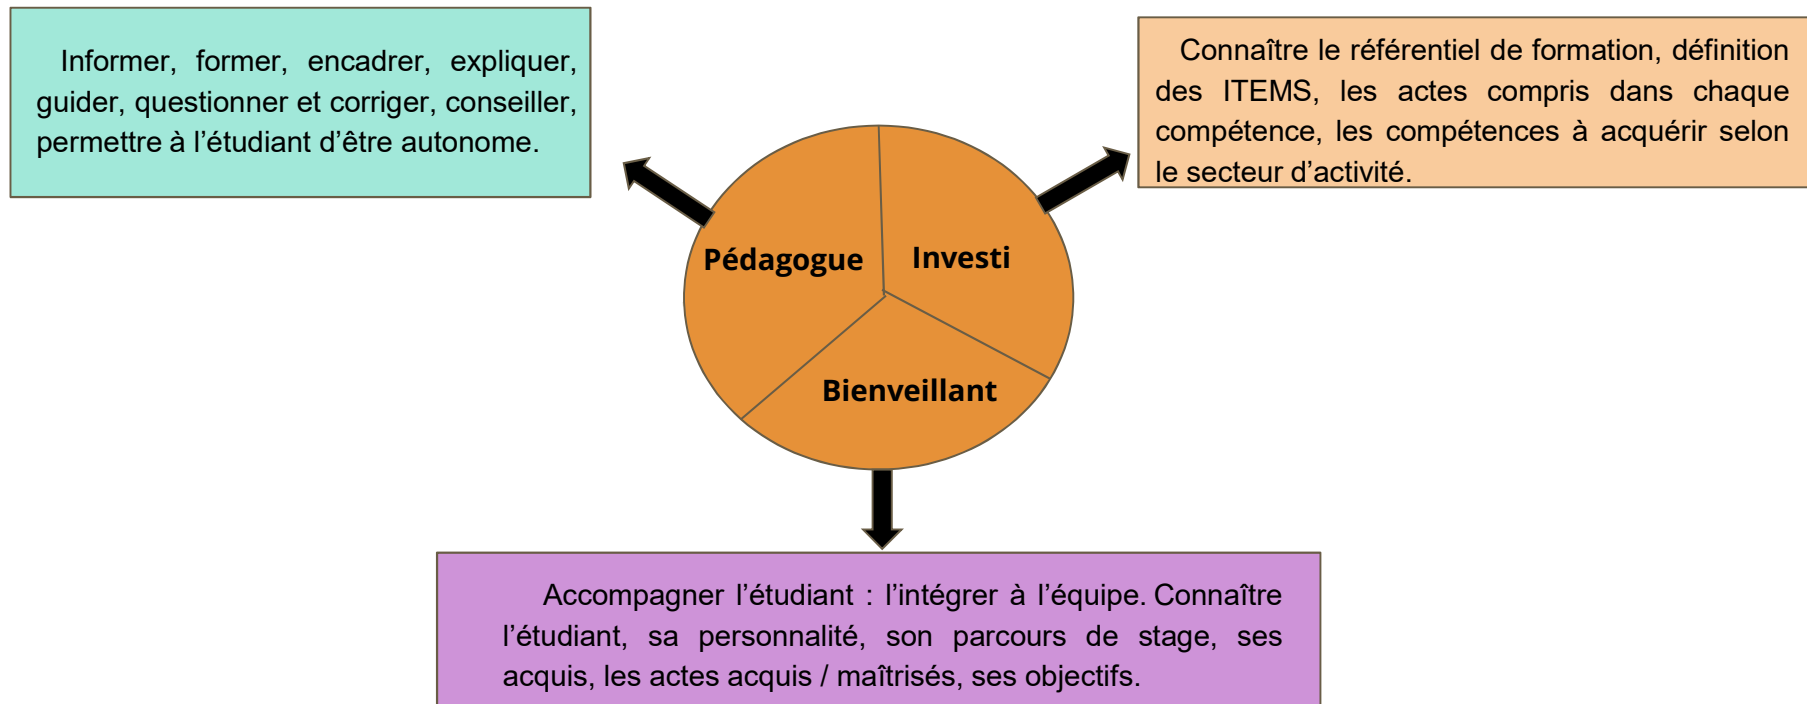 Informer, former, encadrer, expliquer,
guider, questionner et corriger, conseiller,
permettre à l’étudiant d’être autonome.
Connaître le référentiel de formation, définition
des ITEMS, les actes compris dans chaque
compétence, les compétences à acquérir selon
le secteur d’activité.
Pédagogue
Investi
Bienveillant
Accompagner l’étudiant : l’intégrer à l’équipe. Connaître
l’étudiant, sa personnalité, son parcours de stage, ses
acquis, les actes acquis / maîtrisés, ses objectifs.